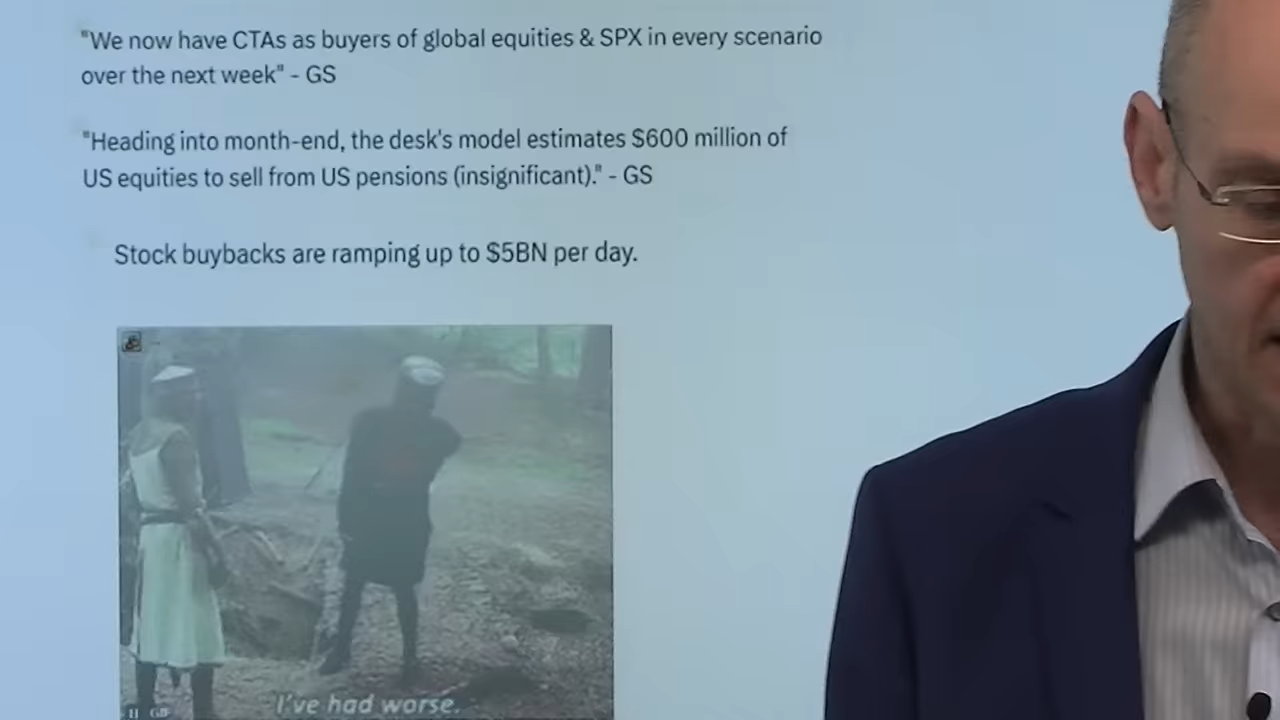 "We now have CTAs as buyers of global equities & SPX in every scenario
over the next week" - GS
"Heading into month-end, the desk's model estimates $600 million of
US equities to sell from US pensions (insignificant)." - GS
Stock buybacks are ramping up to $5BN per day.
I've had worse.